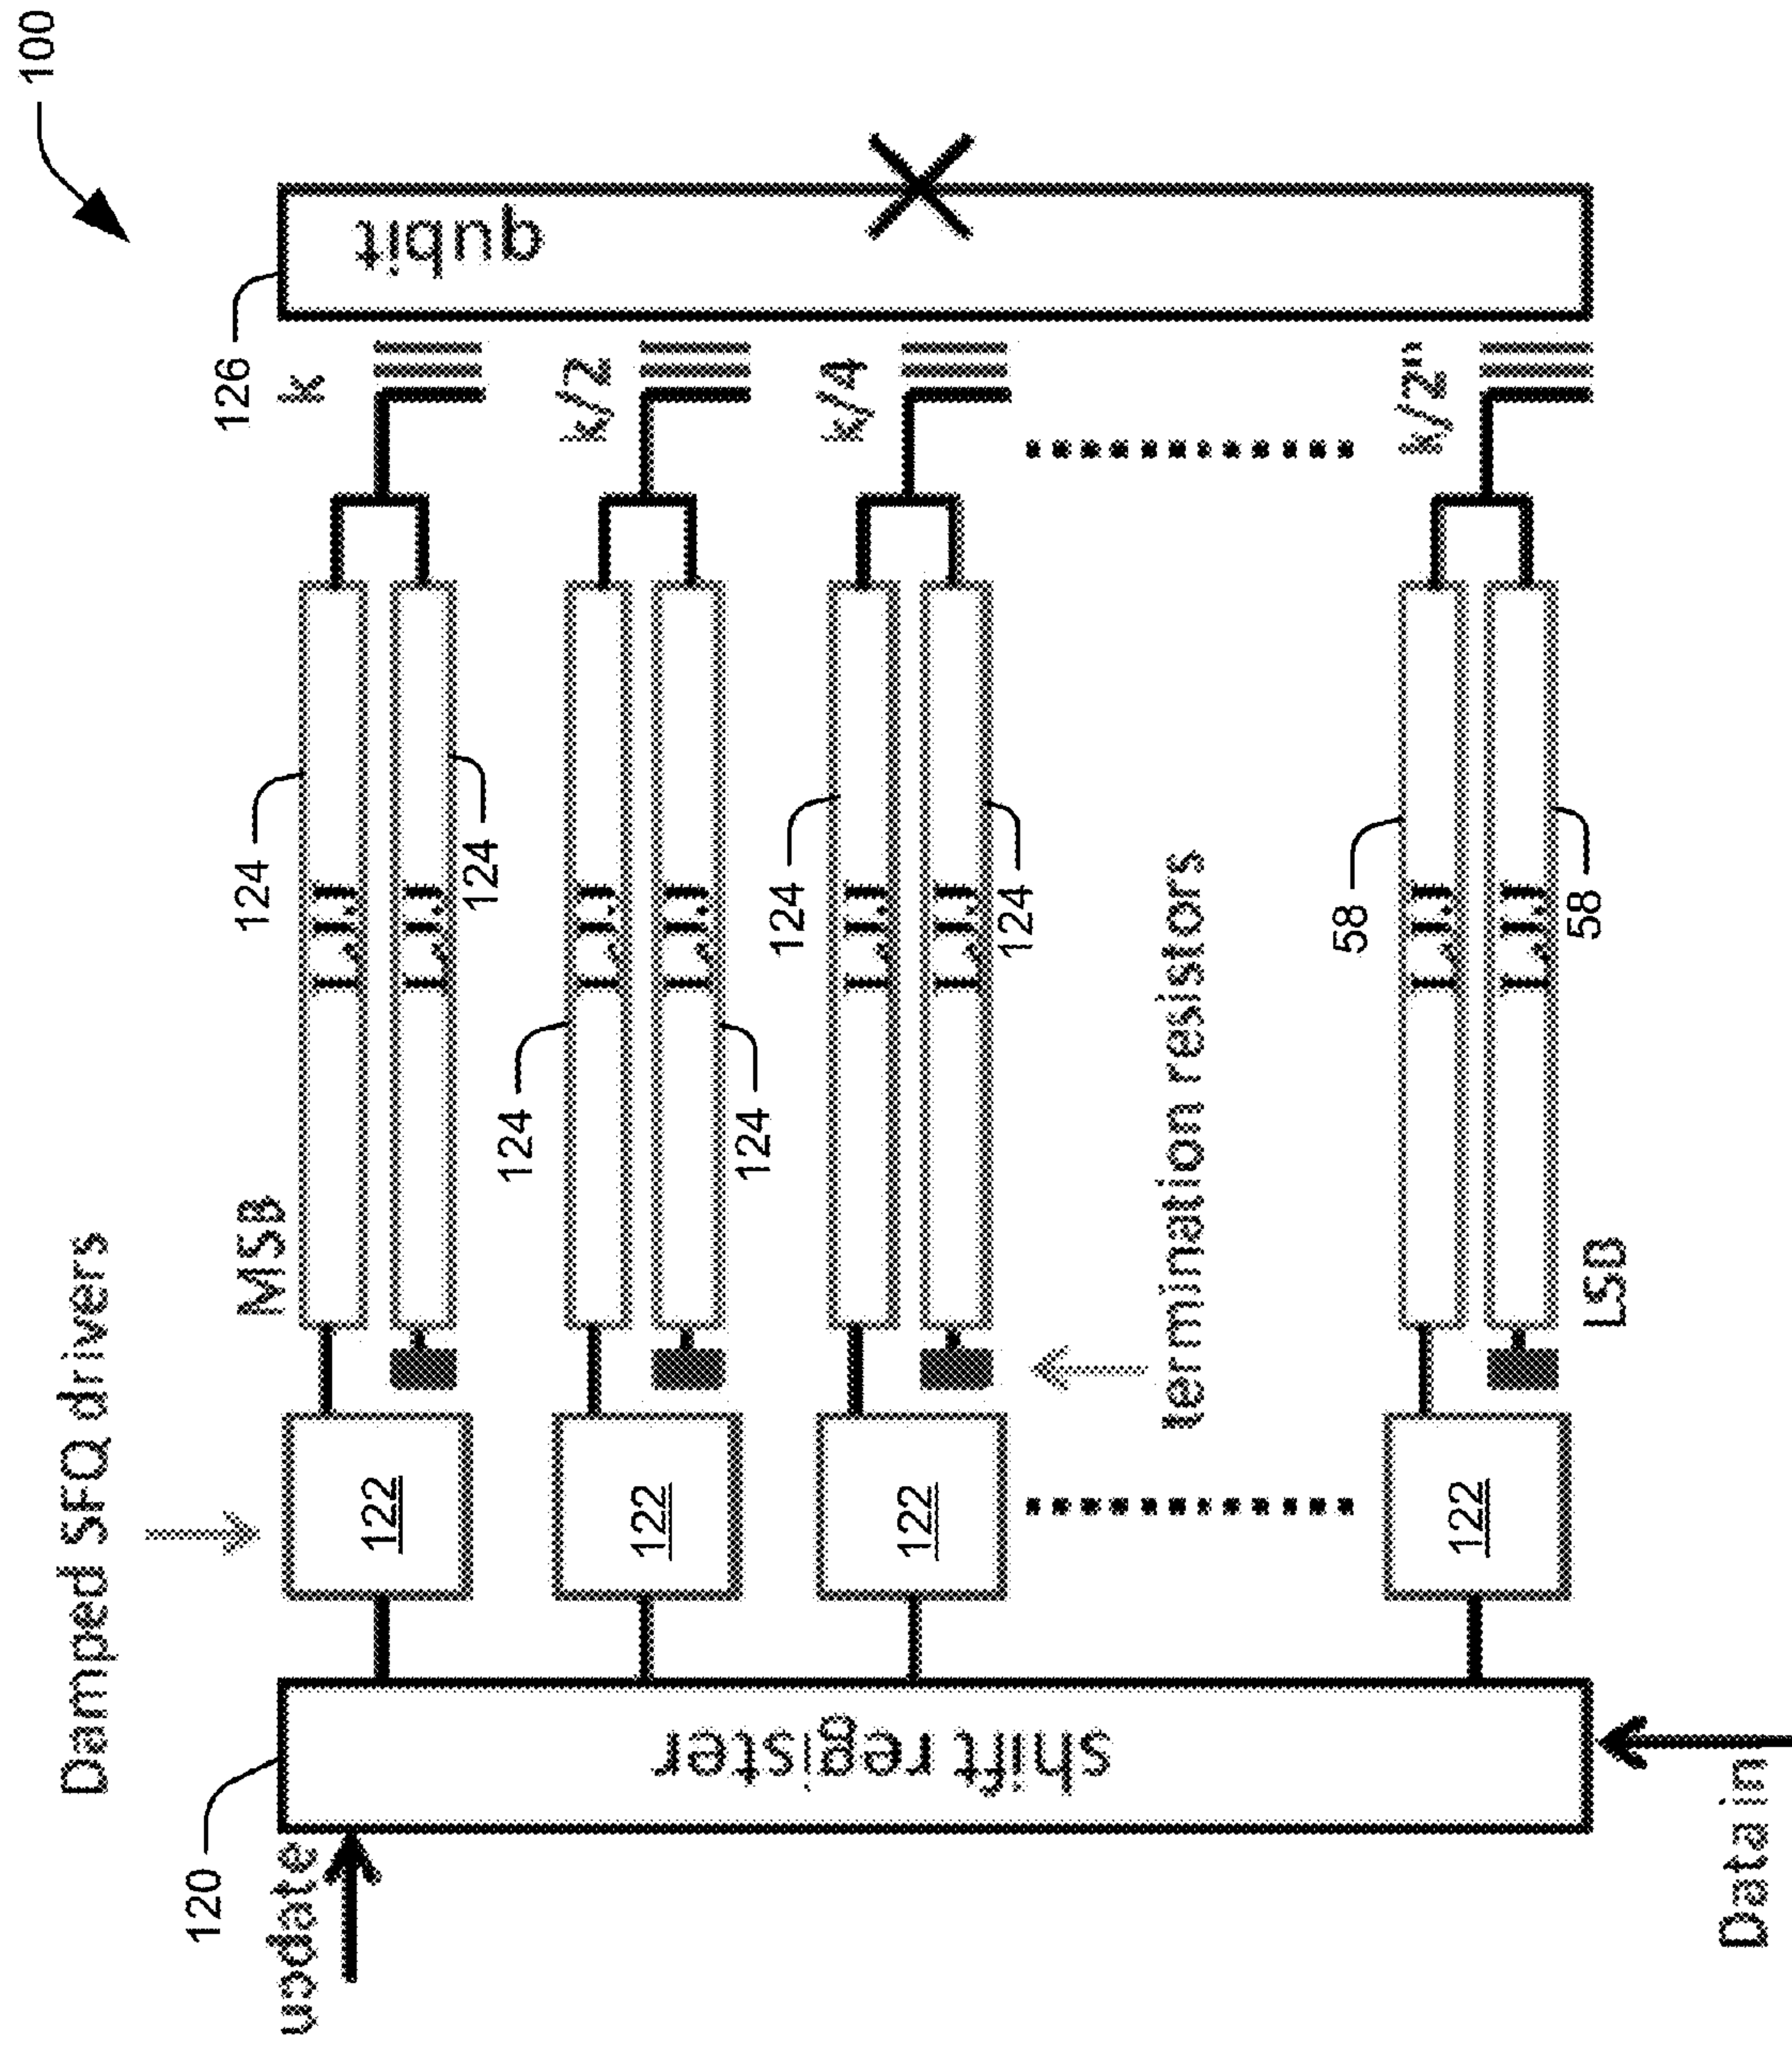 100
126
qubit
k
k/2
k/4
k/2ⁿ
124
LJJ
LJJ
124
124
LJJ
LJJ
124
124
LJJ
LJJ
124
58
LJJ
LJJ
58
MSB
LSB
Damped SFQ drivers
termination resistors
122
122
122
122
120
shift register
update
Data in